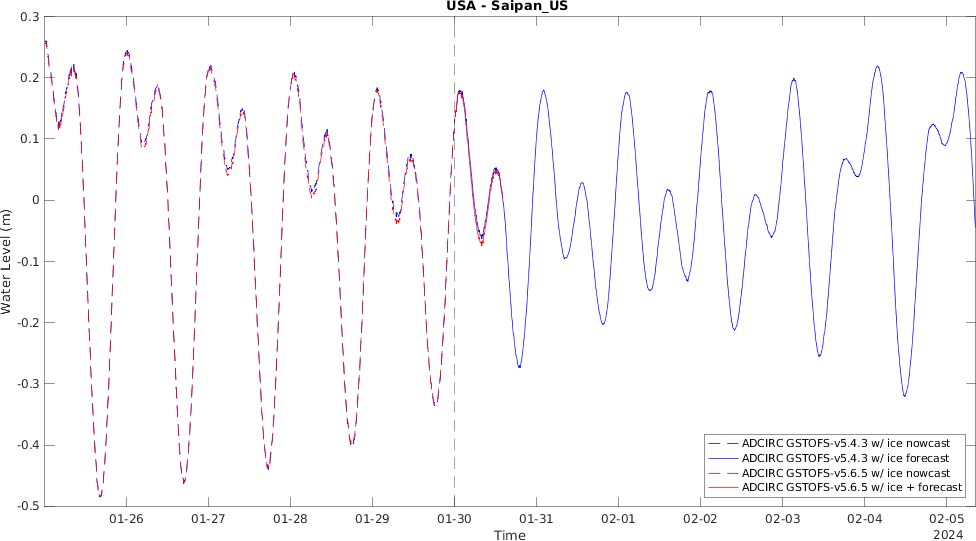 USA - Saipan_US
0.3
0.2
0.1
0
-0.1
-0.2
-0.3
-0.4
-0.5
Water Level (m)
01-26 01-27 01-28 01-29 01-30 01-31 02-01 02-02 02-03 02-04 02-05
2024
Time
ADCIRC GSTOFS-v5.4.3 w/ ice nowcast
ADCIRC GSTOFS-v5.4.3 w/ ice forecast
ADCIRC GSTOFS-v5.6.5 w/ ice nowcast
ADCIRC GSTOFS-v5.6.5 w/ ice + forecast